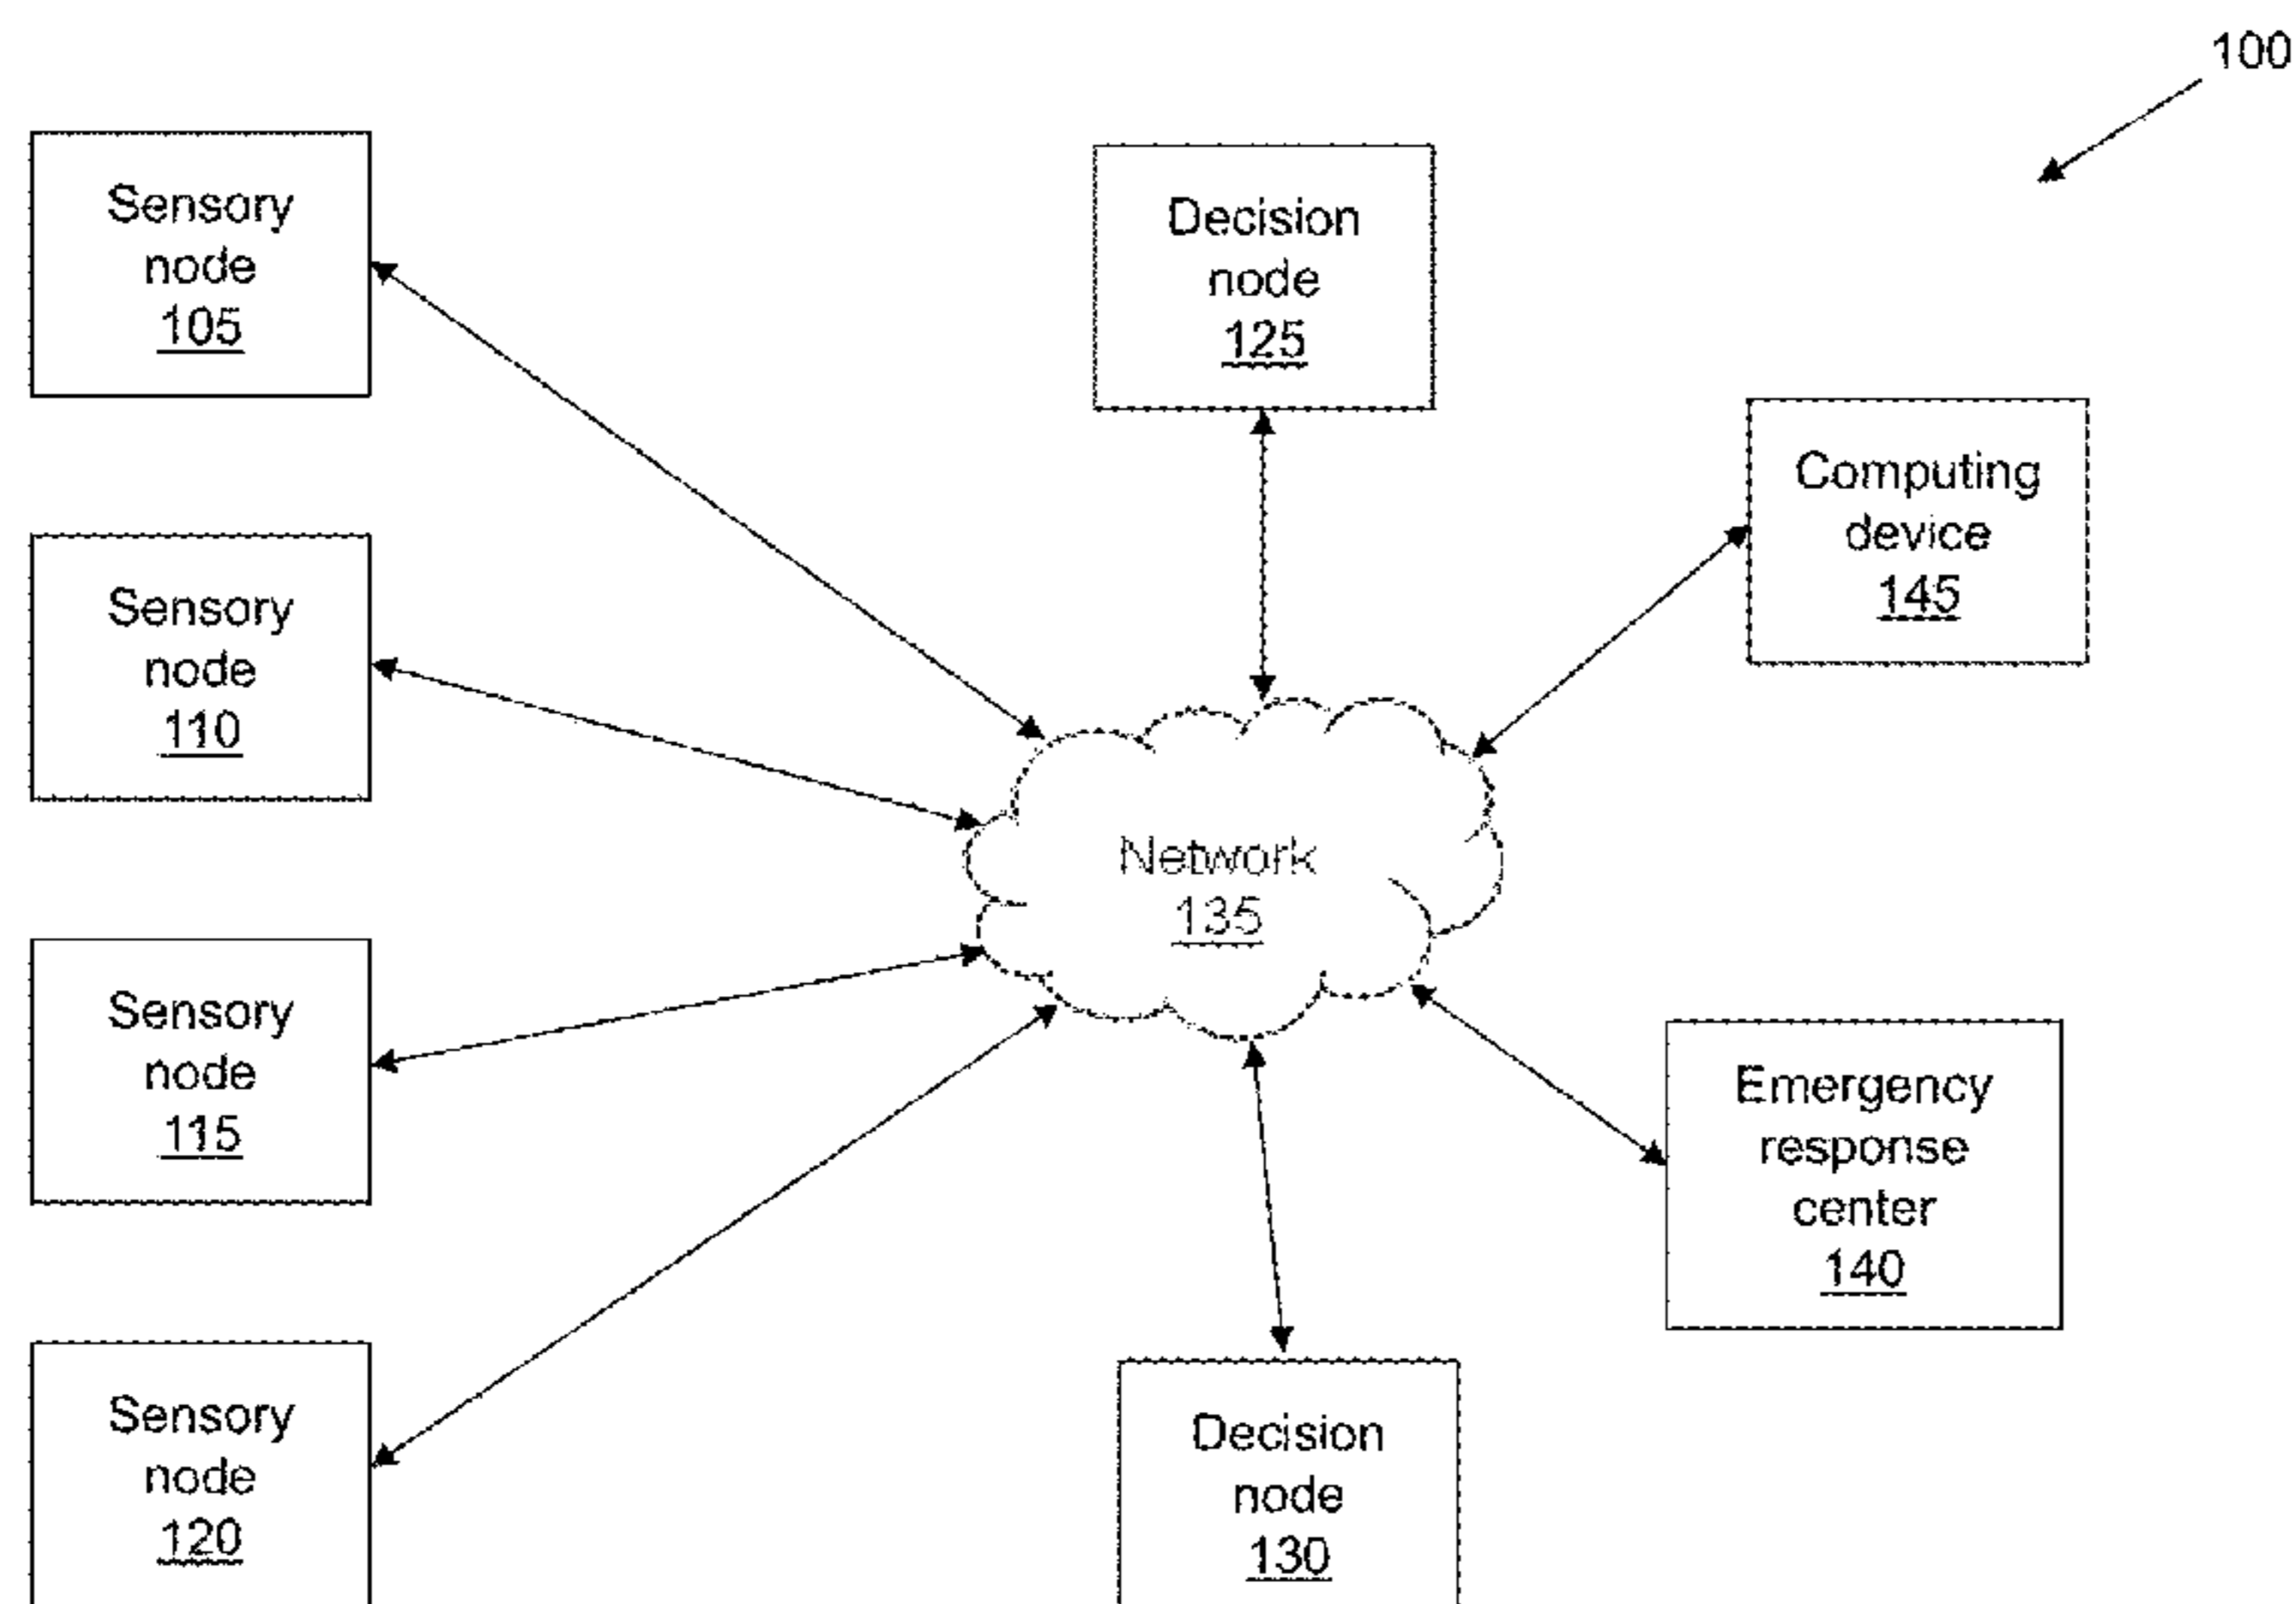 100
Sensory
node
105
Decision
node
125
Computing
device
145
Sensory
node
110
Network
135
Sensory
node
115
Emergency
response
center
140
Sensory
node
120
Decision
node
130